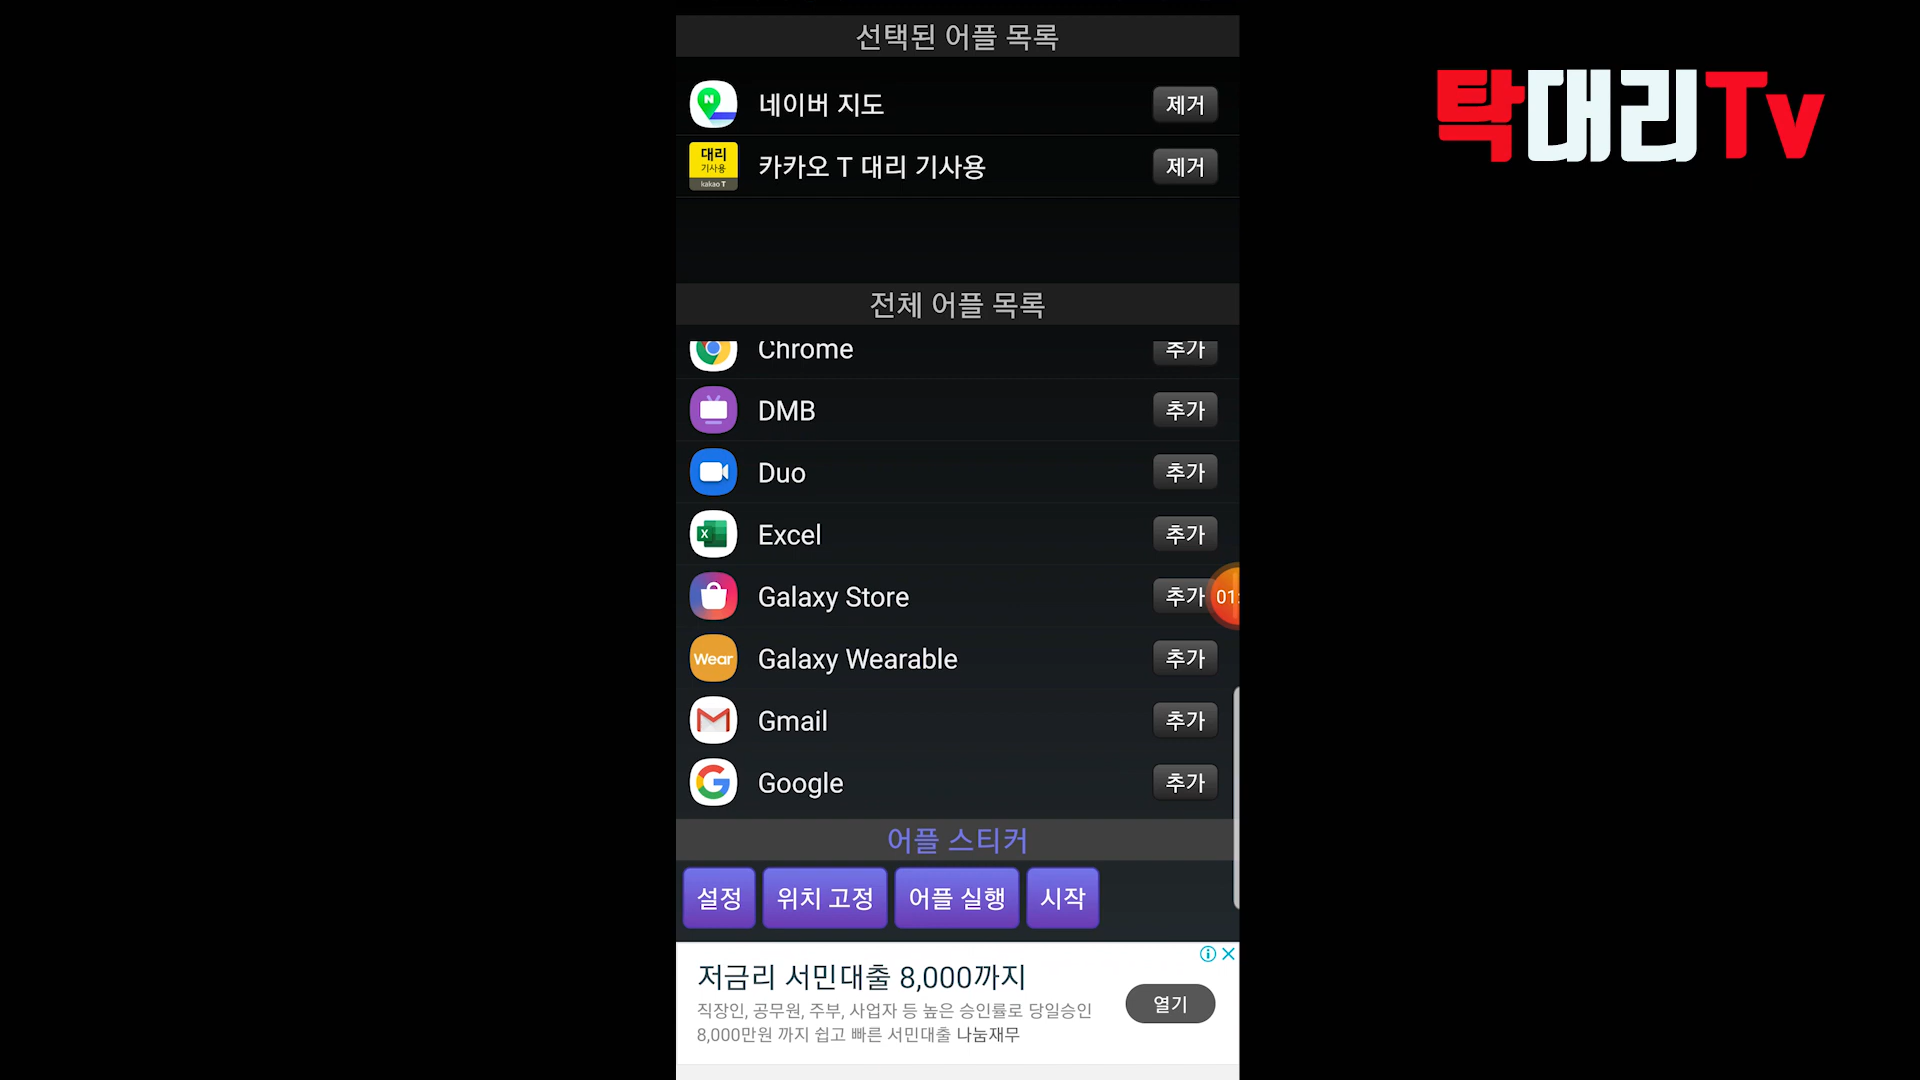 선택된 어플 목록
탁대리Tv
N
네이버 지도
제거
대리
기사용
kakao T
카카오 T 대리 기사용
제거
전체 어플 목록
Chrome
추가
DMB
추가
Duo
추가
X
Excel
추가
Galaxy Store
추가
01:
Wear
Galaxy Wearable
추가
Gmail
추가
Google
추가
어플 스티커
설정
위치 고정
어플 실행
시작
저금리 서민대출 8,000까지
직장인, 공무원, 주부, 사업자 등 높은 승인률로 당일승인
8,000만원 까지 쉽고 빠른 서민대출 나눔재무
열기